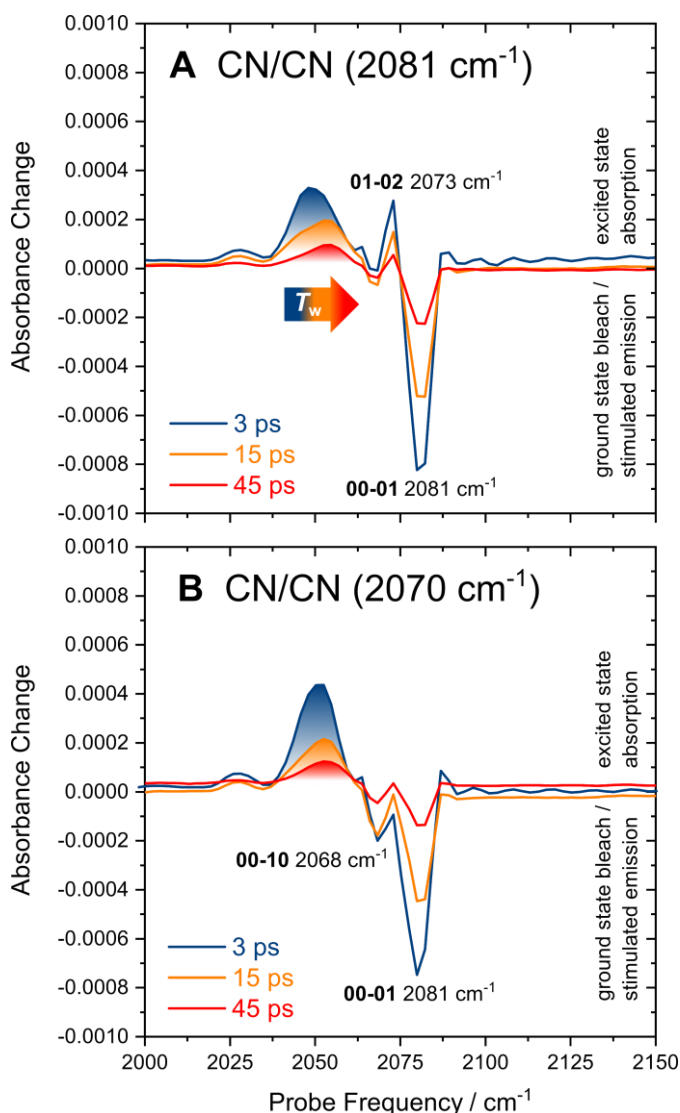 A CN/CN (2081 cm⁻¹)
0.0010
0.0008
0.0006
0.0004
0.0002
0.0000
-0.0002
-0.0004
-0.0006
-0.0008
-0.0010
Absorbance Change
01-02 2073 cm⁻¹
excited state
absorption
Tw
ground state bleach /
stimulated emission
3 ps
15 ps
45 ps
00-01 2081 cm⁻¹
B CN/CN (2070 cm⁻¹)
0.0010
0.0008
0.0006
0.0004
0.0002
0.0000
-0.0002
-0.0004
-0.0006
-0.0008
-0.0010
Absorbance Change
excited state
absorption
00-10 2068 cm⁻¹
ground state bleach /
stimulated emission
3 ps
15 ps
45 ps
00-01 2081 cm⁻¹
2000 2025 2050 2075 2100 2125 2150
Probe Frequency / cm⁻¹